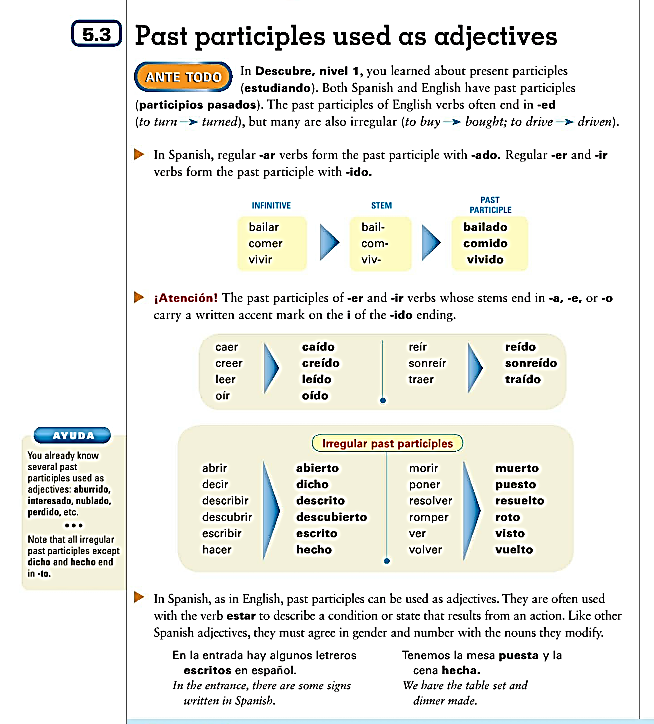 5.3 Past participles used as adjectives
ANTE TODO In Descubre, nivel 1, you learned about present participles
(estudiando). Both Spanish and English have past participles
(participios pasados). The past participles of English verbs often end in -ed
(to turn → turned), but many are also irregular (to buy → bought; to drive → driven).
In Spanish, regular -ar verbs form the past participle with -ado. Regular -er and -ir
verbs form the past participle with -ido.
INFINITIVE STEM PAST
PARTICIPLE
bailar bail- bailado
comer com- comido
vivir viv- vivido
¡Atención! The past participles of -er and -ir verbs whose stems end in -a, -e, or -o
carry a written accent mark on the i of the -ido ending.
caer caído reír reído
creer creído sonreír sonreído
leer leído traer traído
oír oído
AYUDA
You already know
several past
participles used as
adjectives: aburrido,
interesado, nublado,
perdido, etc.
•••
Note that all irregular
past participles except
dicho and hecho end
in -to.
Irregular past participles
abrir abierto morir muerto
decir dicho poner puesto
describir descrito resolver resuelto
descubrir descubierto romper roto
escribir escrito ver visto
hacer hecho volver vuelto
In Spanish, as in English, past participles can be used as adjectives. They are often used
with the verb estar to describe a condition or state that results from an action. Like other
Spanish adjectives, they must agree in gender and number with the nouns they modify.
En la entrada hay algunos letreros
escritos en español.
In the entrance, there are some signs
written in Spanish.
Tenemos la mesa puesta y la
cena hecha.
We have the table set and
dinner made.